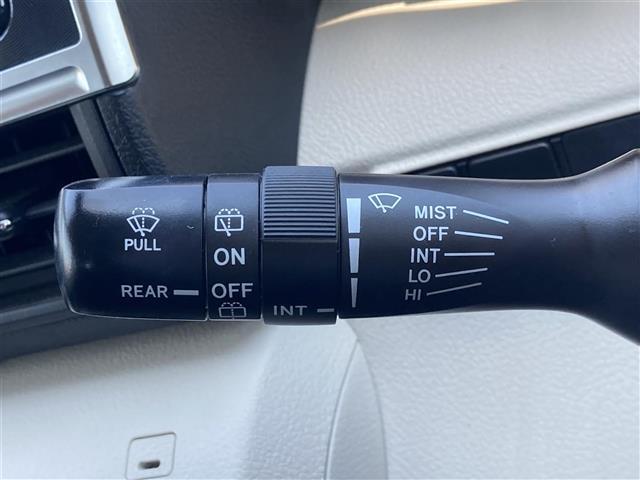 PULL
REAR
ON
OFF
INT
MIST
OFF
INT
LO
HI